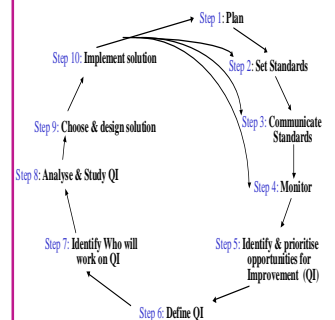 Step 1: Plan
Step 2: Set Standards
Step 3: Communicate
Standards
Step 4: Monitor
Step 5: Identify & prioritise
opportunities for
Improvement (QI)
Step 6: Define QI
Step 7: Identify Who will
work on QI
Step 8: Analyse & Study QI
Step 9: Choose & design solution
Step 10: Implement solution